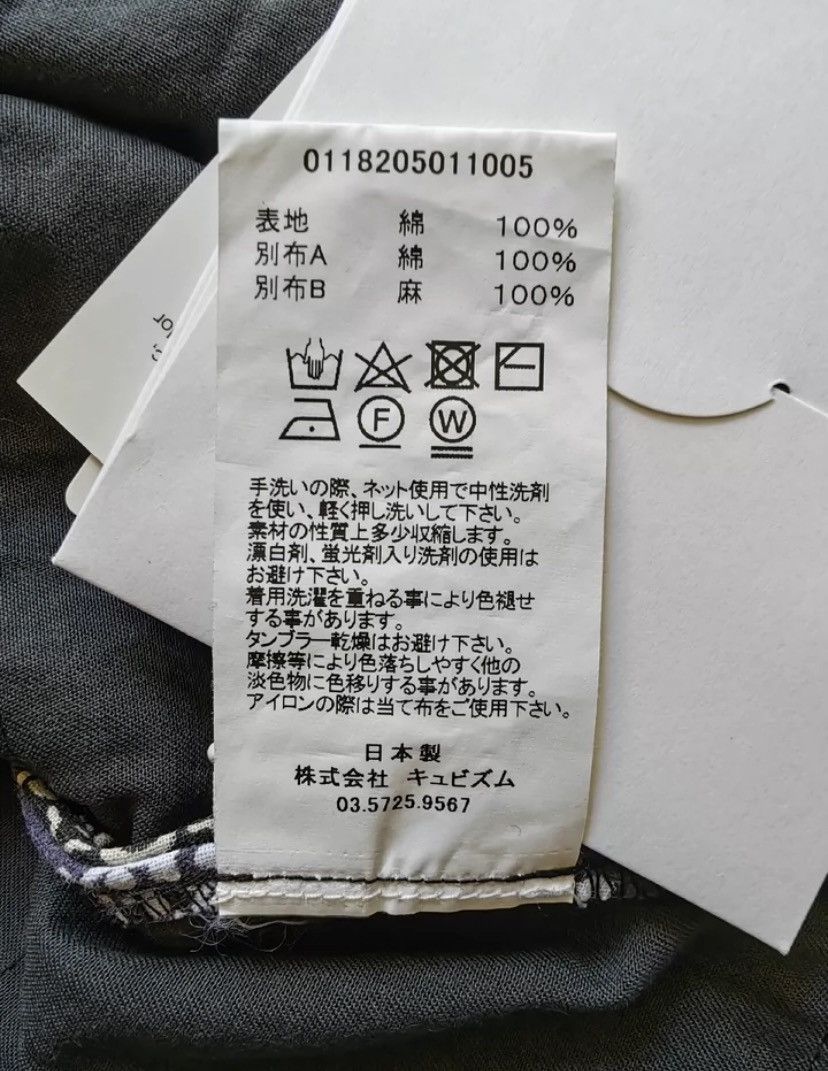 0118205011005
表地 綿 100%
別布A 綿 100%
別布B 麻 100%
F W
手洗いの際、ネット使用で中性洗剤
を使い、軽く押し洗いして下さい。
素材の性質上多少収縮します。
漂白剤、蛍光剤入り洗剤の使用は
お避け下さい。
着用洗濯を重ねる事により色褪せ
する事があります。
タンブラー乾燥はお避け下さい。
摩擦等により色落ちしやすく他の
淡色物に色移りする事があります。
アイロンの際は当て布をご使用下さい。
日本製
株式会社 キュビズム
03.5725.9567